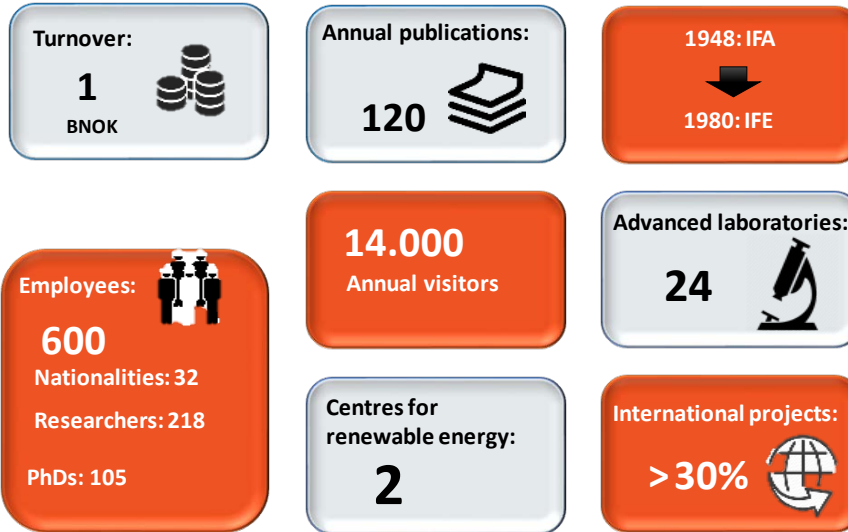 Turnover:
1
BNOK
Annual publications:
120
1948: IFA
1980: IFE
Employees:
600
Nationalities: 32
Researchers: 218
PhDs: 105
14.000
Annual visitors
Advanced laboratories:
24
Centres for
renewable energy:
2
International projects:
> 30%